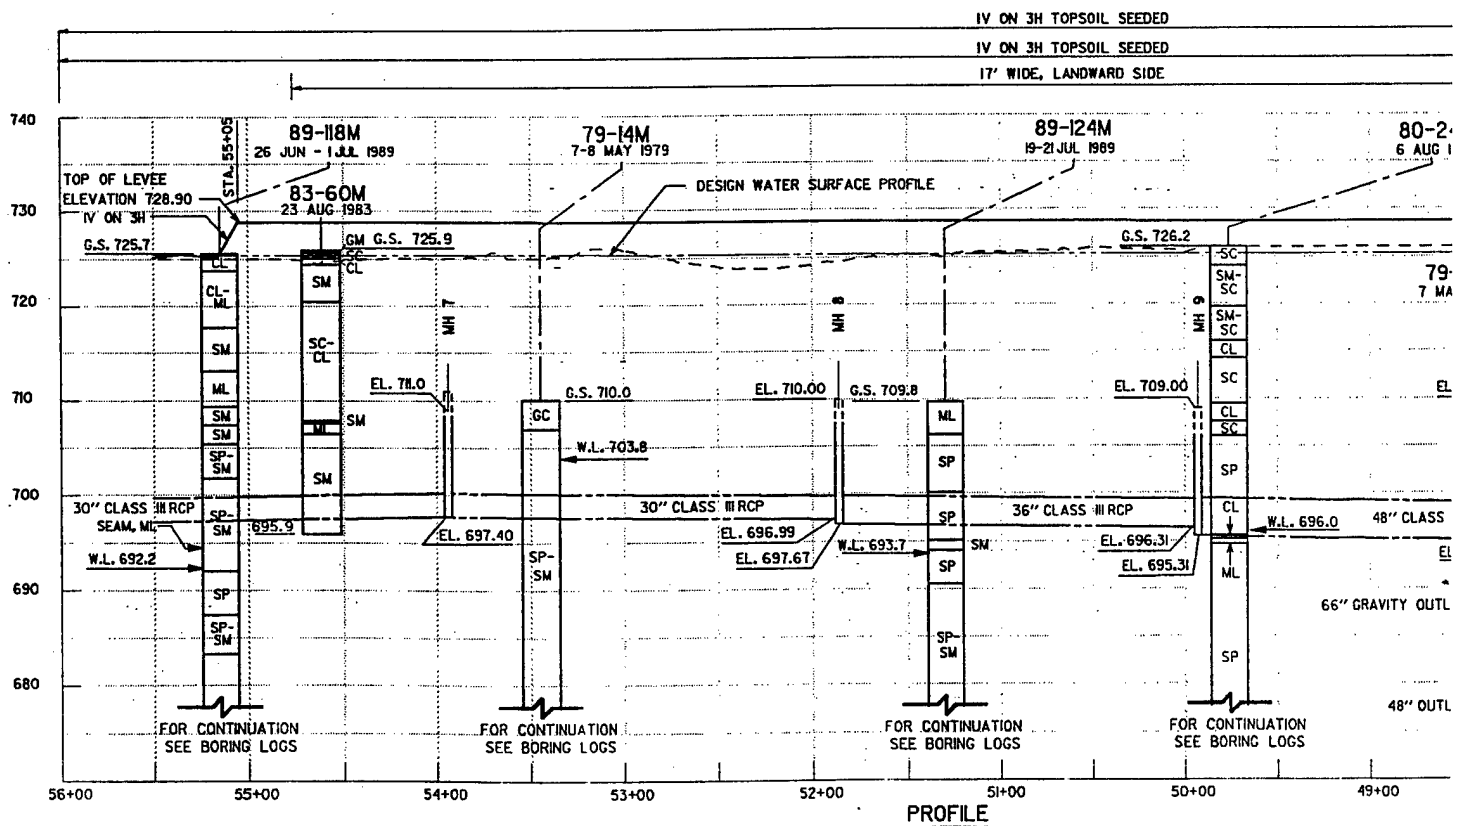 1V ON 3H TOPSOIL SEEDED
1V ON 3H TOPSOIL SEEDED
17' WIDE, LANDWARD SIDE
740
730
720
710
700
690
680
STA. 55+05
89-118M
26 JUN - 1 JUL 1989
79-14M
7-8 MAY 1979
89-124M
19-21 JUL 1989
80-24
6 AUG 1
TOP OF LEVEE
ELEVATION 728.90
1V ON 3H
83-60M
23 AUG 1983
DESIGN WATER SURFACE PROFILE
G.S. 725.7
GM
G.S. 725.9
SC
CL
G.S. 726.2
79-
7 MA
CL
CL-
ML
SM
ML
SM
SM
SP-
SM
SP-
SM
SP
SP-
SM
SM
SC-
CL
ML
SM
SM
695.9
MH 7
EL. 711.0
EL. 697.40
GC
G.S. 710.0
W.L. 703.8
SP-
SM
MH 8
EL. 710.00
G.S. 709.8
EL. 696.99
EL. 697.67
ML
SP
SP
SM
SP
SP-
SM
W.L. 693.7
MH 9
EL. 709.00
EL. 696.31
EL. 695.31
SC
SM-
SC
SM-
SC
CL
SC
CL
SC
SP
CL
ML
SP
W.L. 696.0
30" CLASS III RCP
SEAM, ML
W.L. 692.2
30" CLASS III RCP
36" CLASS III RCP
48" CLASS
EL
EL
66" GRAVITY OUTL
48" OUTL
FOR CONTINUATION
SEE BORING LOGS
FOR CONTINUATION
SEE BORING LOGS
FOR CONTINUATION
SEE BORING LOGS
FOR CONTINUATION
SEE BORING LOGS
56+00
55+00
54+00
53+00
52+00
51+00
50+00
49+00
PROFILE